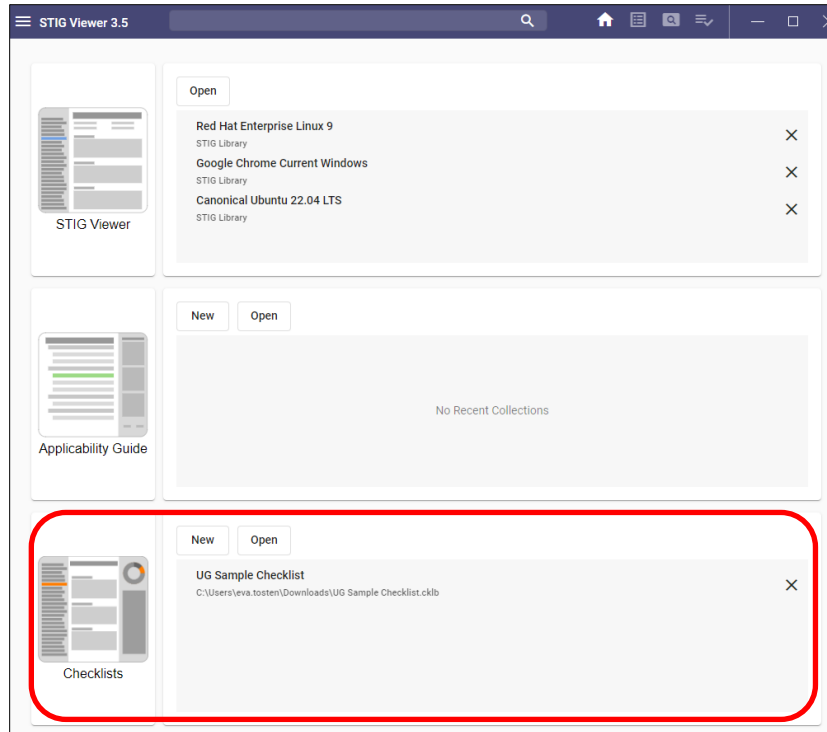 STIG Viewer 3.5
Open
Red Hat Enterprise Linux 9
STIG Library
Google Chrome Current Windows
STIG Library
Canonical Ubuntu 22.04 LTS
STIG Library
STIG Viewer
New Open
No Recent Collections
Applicability Guide
New Open
UG Sample Checklist
C:\Users\eva.tosten\Downloads\UG Sample Checklist.cklb
Checklists